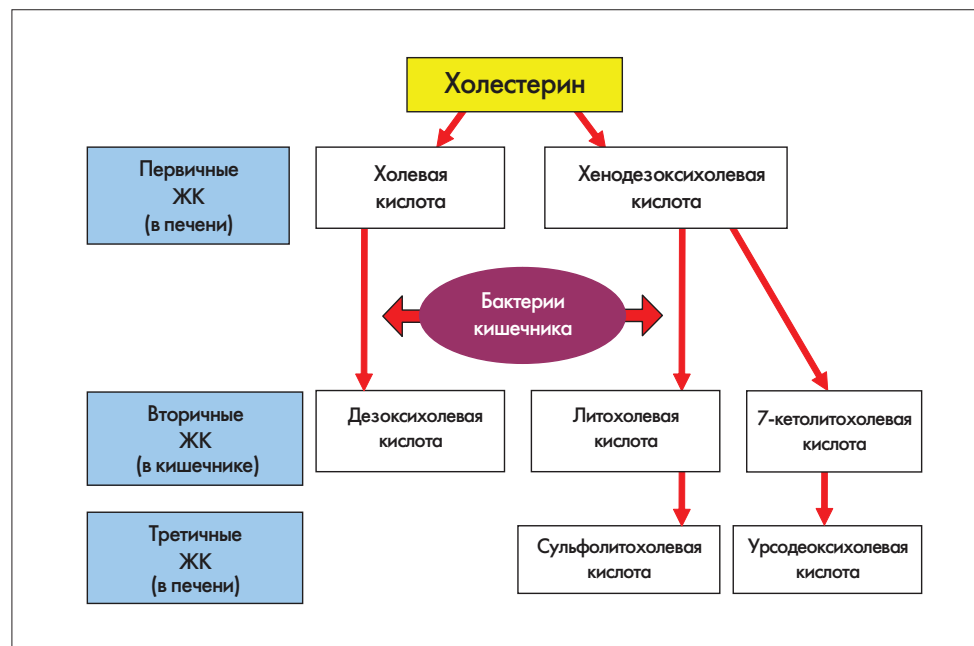 Холестерин
Первичные
ЖК
(в печени)
Холевая
кислота
Хенодезоксихолевая
кислота
Бактерии
кишечника
Вторичные
ЖК
(в кишечнике)
Дезоксихолевая
кислота
Литохолевая
кислота
7-кетолитохолевая
кислота
Третичные
ЖК
(в печени)
Сульфолитохолевая
кислота
Урсодеоксихолевая
кислота